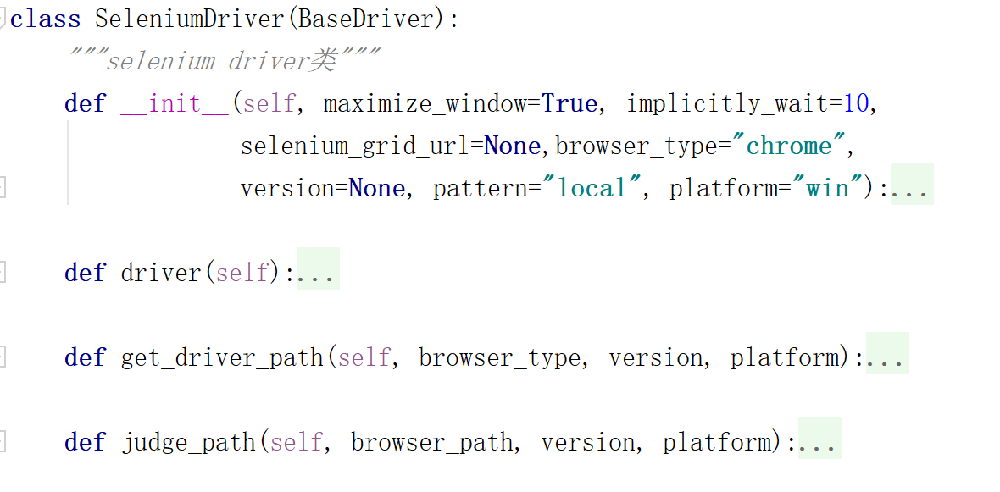 class SeleniumDriver(BaseDriver):
    """selenium driver类"""
    def __init__(self, maximize_window=True, implicitly_wait=10,
                 selenium_grid_url=None,browser_type="chrome",
                 version=None, pattern="local", platform="win"):...
    def driver(self):...
    def get_driver_path(self, browser_type, version, platform):...
    def judge_path(self, browser_path, version, platform):...